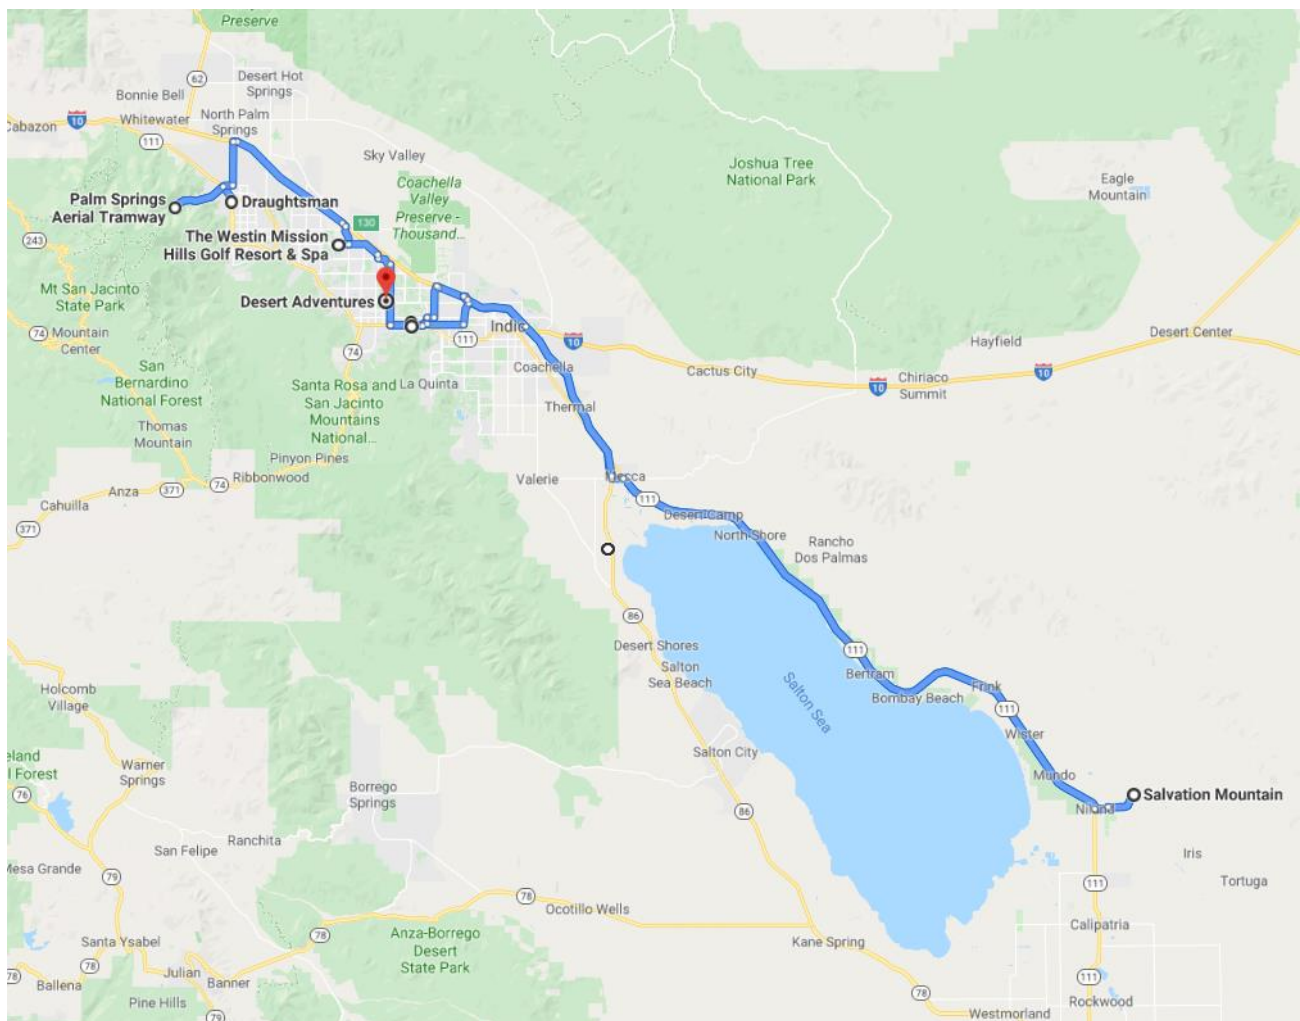 Preserve
62
Desert Hot
Springs
Bonnie Bell
10
Whitewater
North Palm
Springs
Cabazon
111
Sky Valley
Joshua Tree
National Park
Eagle
Mountain
Coachella
Valley
Preserve -
Thousand...
Palm Springs
Aerial Tramway
Draughtsman
130
243
The Westin Mission
Hills Golf Resort & Spa
Mt San Jacinto
State Park
Desert Adventures
74
Mountain
Center
Indio
111
10
Desert Center
Hayfield
74
San
Bernardino
National Forest
Coachella
Cactus City
10
Chiriaco
Summit
10
Santa Rosa and
San Jacinto
Mountains
National...
La Quinta
Thermal
Thomas
Mountain
Pinyon Pines
Ribbonwood
Valerie
Mecca
74
371
Anza
Cahuilla
371
111
Desert Camp
North Shore
Rancho
Dos Palmas
86
Desert Shores
Salton
Sea Beach
111
Bertram
Bombay Beach
Frink
Salton Sea
111
Wister
Holcomb
Village
Salton City
Mundo
eland
l Forest
76
Warner
Springs
Borrego
Springs
Salvation Mountain
Niland
86
Ranchita
San Felipe
Mesa Grande
79
Iris
Tortuga
111
78
Ocotillo Wells
Calipatria
78
Anza-Borrego
Desert
State Park
Kane Spring
Santa Ysabel
78
78
Julian
Banner
Ballena
111
78
Rockwood
Pine Hills
79
Westmorland